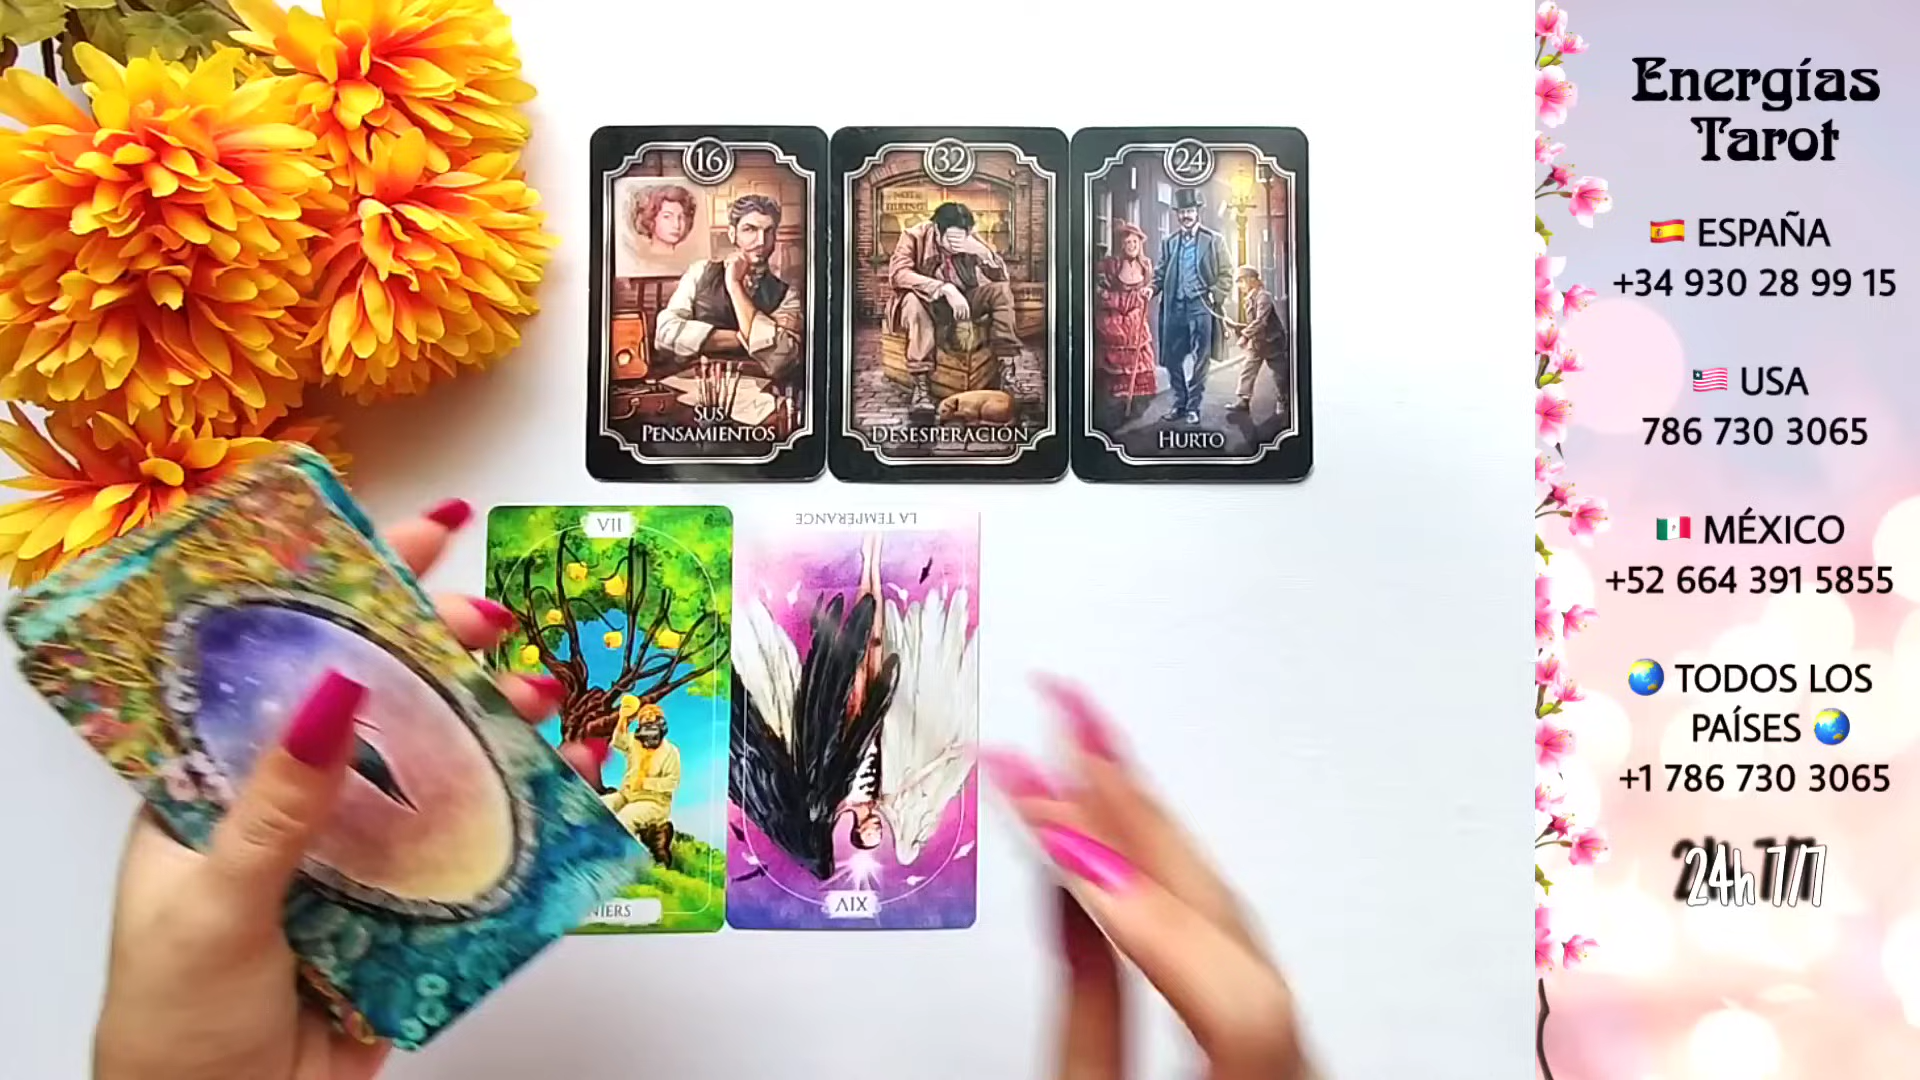 16
SUS
PENSAMIENTOS
32
DESESPERACIÓN
24
HURTO
VII
NIERS
LA TEMPERANCE
XIV
Energías
Tarot
🇪🇸 ESPAÑA
+34 930 28 99 15
🇺🇸 USA
786 730 3065
🇲🇽 MÉXICO
+52 664 391 5855
🌏 TODOS LOS
PAÍSES 🌏
+1 786 730 3065
24h 7/7